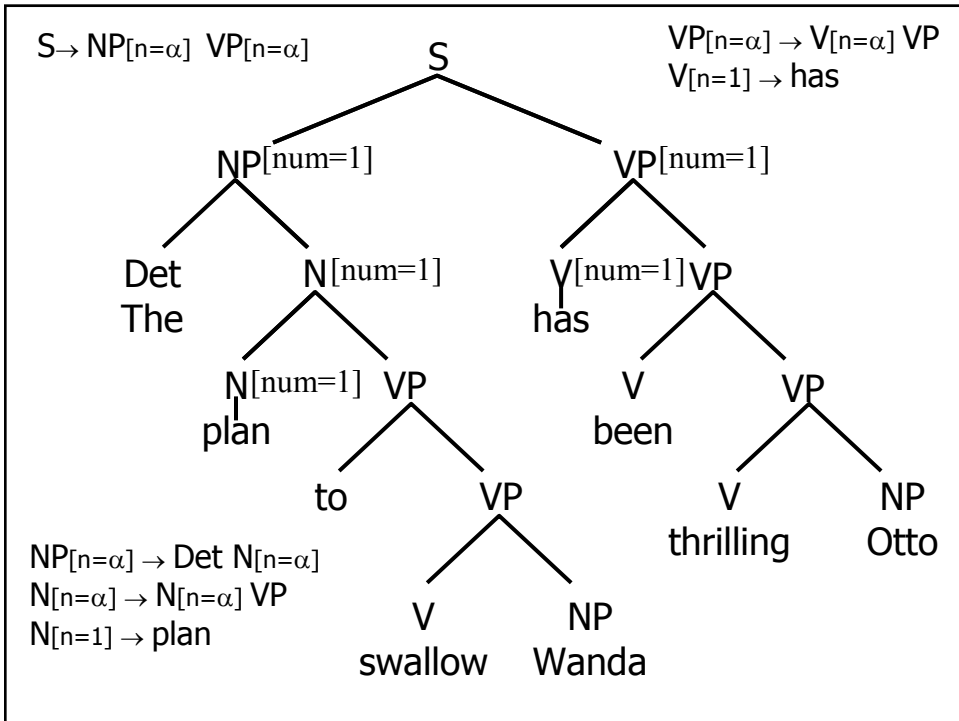 S→ NP[n=α] VP[n=α]
S
VP[n=α] → V[n=α] VP
V[n=1] → has
NP[num=1]
VP[num=1]
Det
N[num=1]
V[num=1] VP
The
has
N[num=1] VP
V
VP
plan
been
to
VP
V
NP
thrilling
Otto
NP[n=α] → Det N[n=α]
N[n=α] → N[n=α] VP
N[n=1] → plan
V
NP
swallow
Wanda